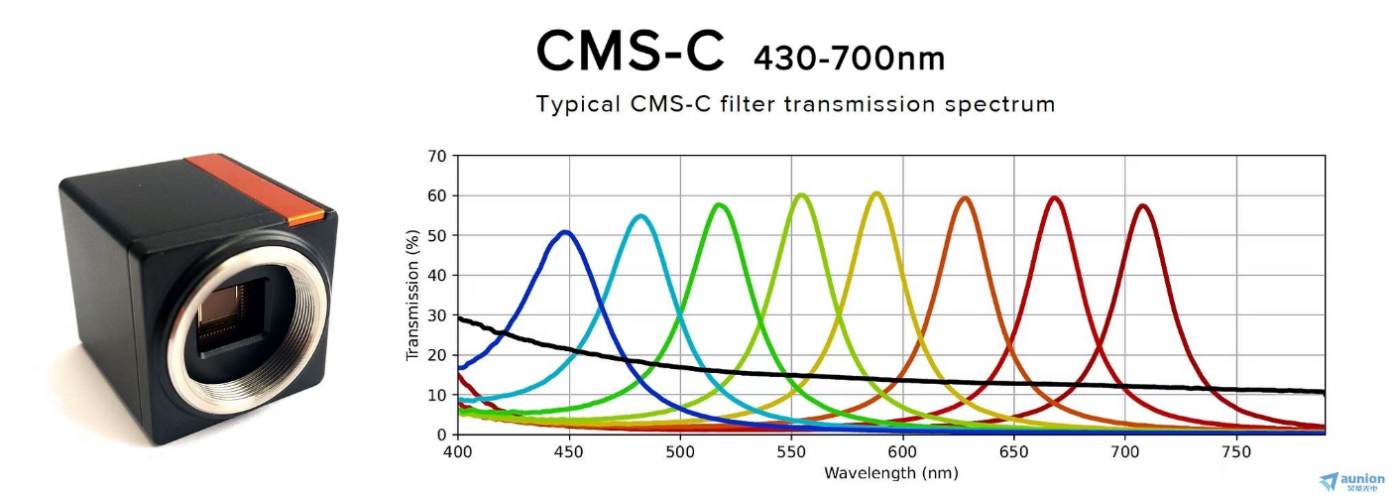 CMS-C 430-700nm
Typical CMS-C filter transmission spectrum
70
60
50
40
30
20
10
0
Transmission (%)
400 450 500 550 600 650 700 750
Wavelength (nm)
aunion